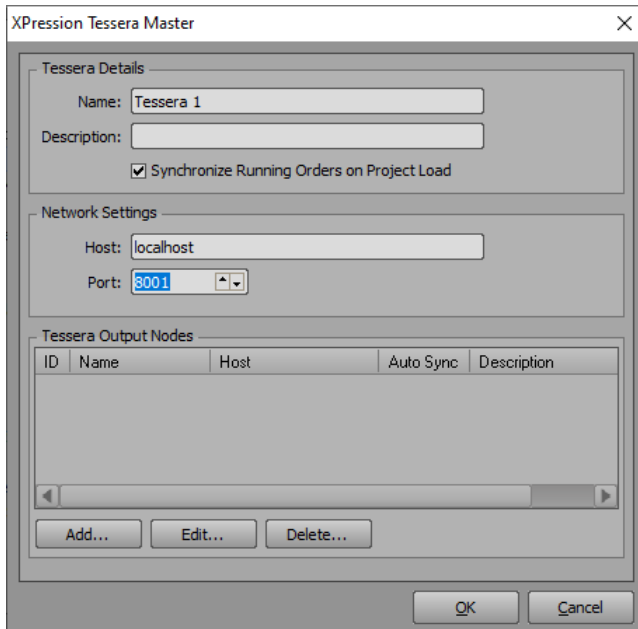 XPression Tessera Master
Tessera Details
Name: Tessera 1
Description:
Synchronize Running Orders on Project Load
Network Settings
Host: localhost
Port: 8001
Tessera Output Nodes
ID Name Host Auto Sync Description
Add... Edit... Delete...
OK Cancel